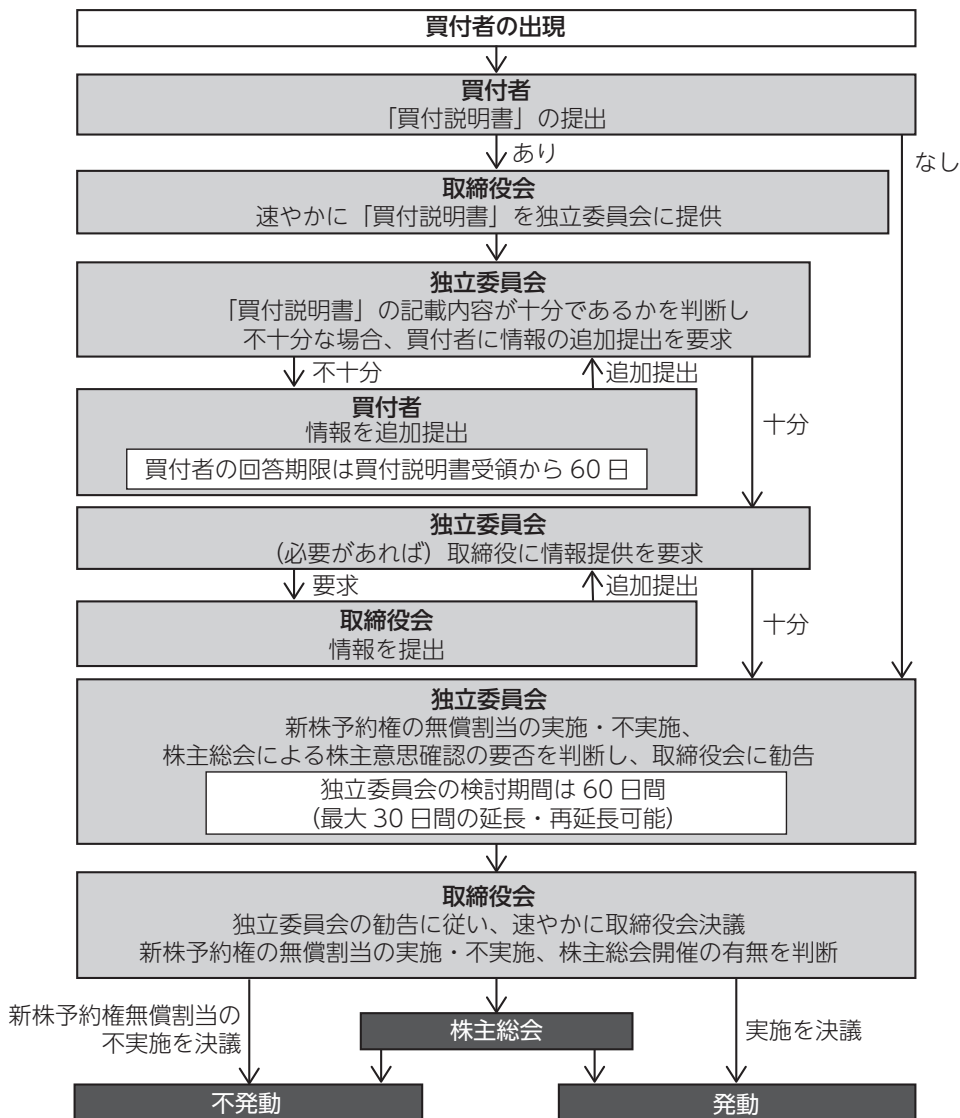 買付者の出現
買付者
「買付説明書」の提出
あり
なし
取締役会
速やかに「買付説明書」を独立委員会に提供
独立委員会
「買付説明書」の記載内容が十分であるかを判断し
不十分な場合、買付者に情報の追加提出を要求
不十分
追加提出
買付者
情報を追加提出
買付者の回答期限は買付説明書受領から 60 日
十分
独立委員会
(必要があれば)取締役に情報提供を要求
要求
追加提出
取締役会
情報を提出
十分
独立委員会
新株予約権の無償割当の実施・不実施、
株主総会による株主意思確認の要否を判断し、取締役会に勧告
独立委員会の検討期間は 60 日間
(最大 30 日間の延長・再延長可能)
取締役会
独立委員会の勧告に従い、速やかに取締役会決議
新株予約権の無償割当の実施・不実施、株主総会開催の有無を判断
新株予約権無償割当の
不実施を決議
株主総会
実施を決議
不発動
発動